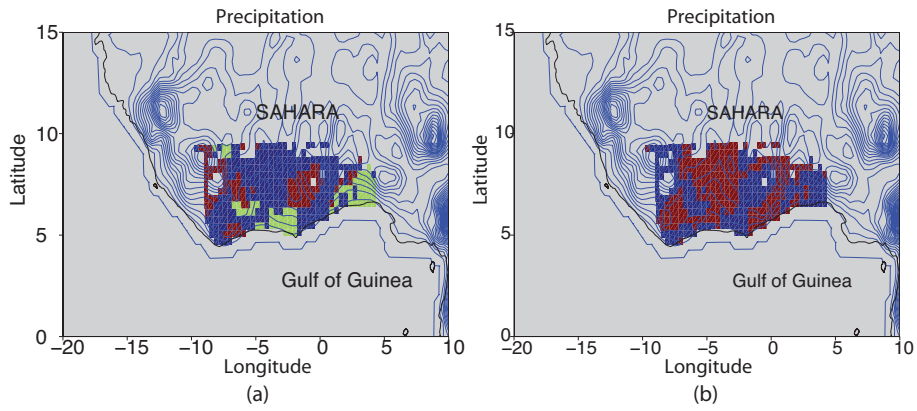 Precipitation
15
10
5
0
Latitude
SAHARA
Gulf of Guinea
−20 −15 −10 −5 0 5 10
Longitude
(a)
Precipitation
15
10
5
0
Latitude
SAHARA
Gulf of Guinea
−20 −15 −10 −5 0 5 10
Longitude
(b)